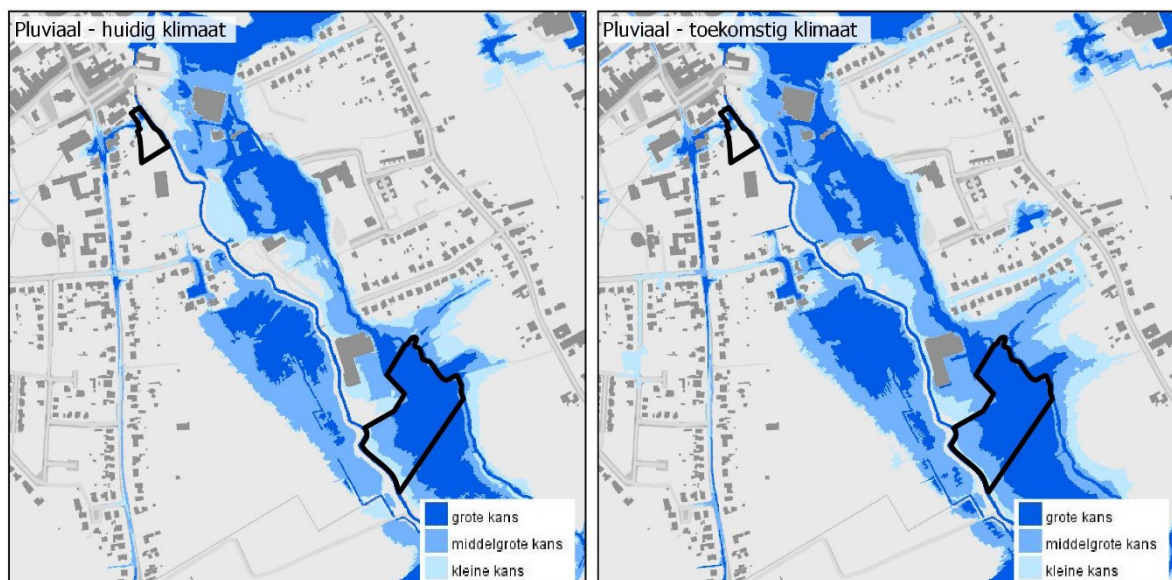 Pluviaal - huidig klimaat
grote kans
middelgrote kans
kleine kans
Pluviaal - toekomstig klimaat
grote kans
middelgrote kans
kleine kans